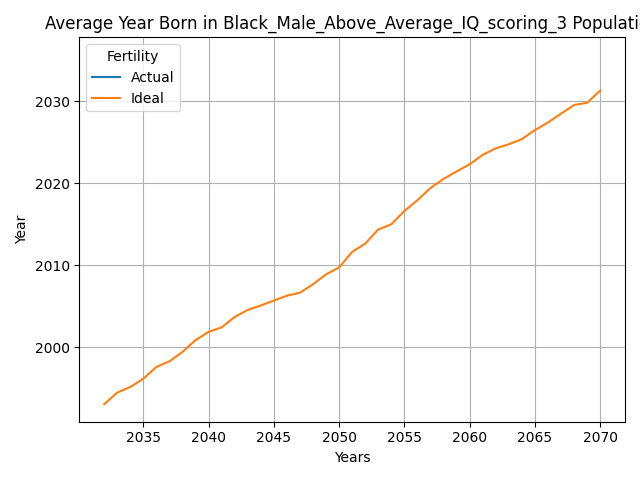 Average Year Born in Black_Male_Above_Average_IQ_scoring_3 Populati
Fertility
Actual
Ideal
2030
2020
2010
2000
Year
2035 2040 2045 2050 2055 2060 2065 2070
Years